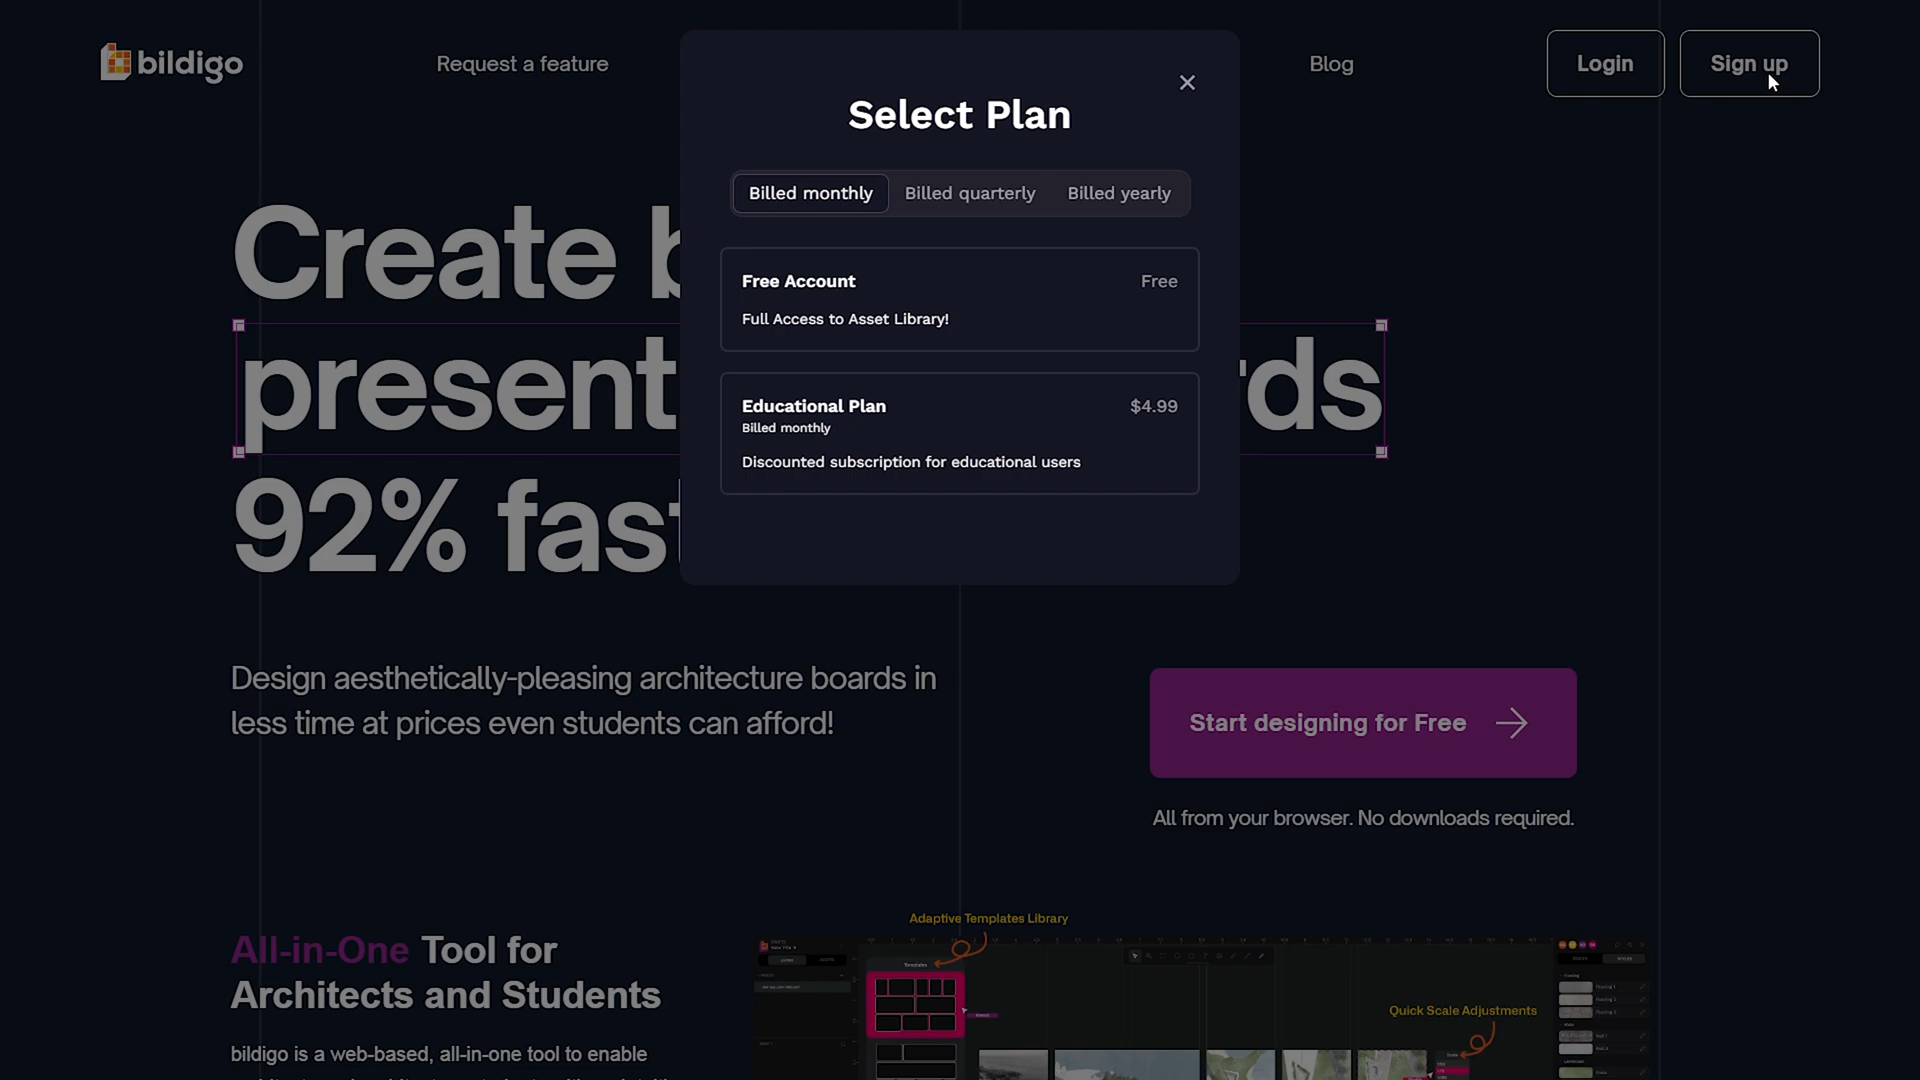 bildigo
Request a feature
Blog
Login
Sign up
Select Plan
Billed monthly
Billed quarterly
Billed yearly
Free Account
Free
Full Access to Asset Library!
Educational Plan
$4.99
Billed monthly
Discounted subscription for educational users
Create
present
rds
92% fast
Design aesthetically-pleasing architecture boards in
less time at prices even students can afford!
Start designing for Free
All from your browser. No downloads required.
All-in-One Tool for
Architects and Students
bildigo is a web-based, all-in-one tool to enable
Adaptive Templates Library
Templates
Quick Scale Adjustments